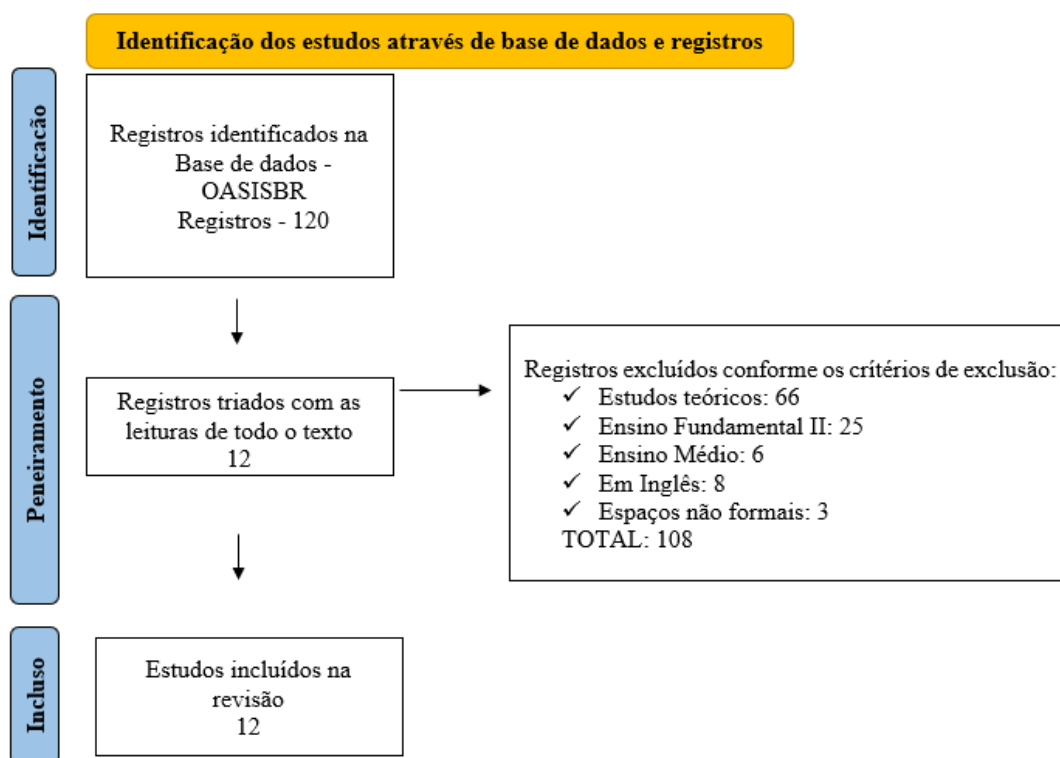 Identificação dos estudos através de base de dados e registros
Identificação
Registros identificados na
Base de dados -
OASISBR
Registros - 120
Peneiramento
Registros triados com as
leituras de todo o texto
12
Registros excluídos conforme os critérios de exclusão:
✓ Estudos teóricos: 66
✓ Ensino Fundamental II: 25
✓ Ensino Médio: 6
✓ Em Inglês: 8
✓ Espaços não formais: 3
TOTAL: 108
Incluso
Estudos incluídos na
revisão
12